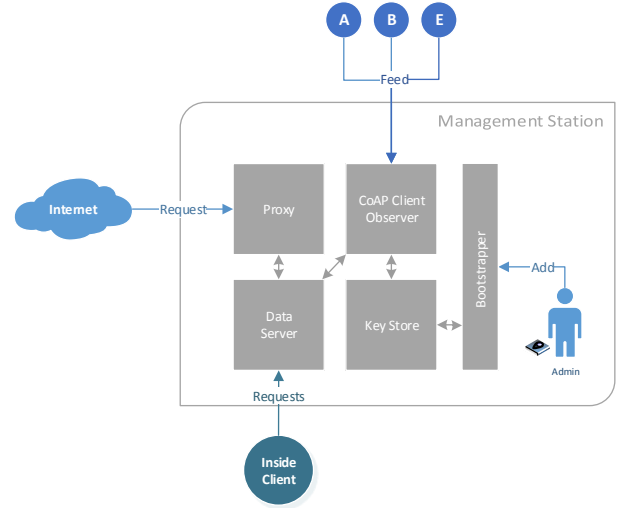 A
B
E
Feed
Management Station
Internet
Request
Proxy
CoAP Client
Observer
Bootstrapper
Add
Data
Server
Key Store
Admin
Requests
Inside
Client